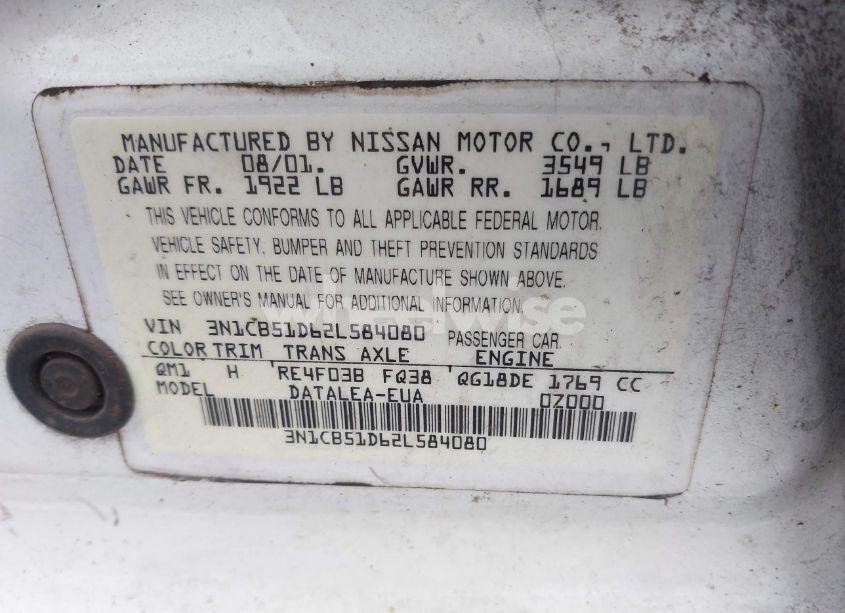 MANUFACTURED BY NISSAN MOTOR CO., LTD.
DATE 08/01. GVWR. 3549 LB
GAWR FR. 1922 LB GAWR RR. 1689 LB
THIS VEHICLE CONFORMS TO ALL APPLICABLE FEDERAL MOTOR.
VEHICLE SAFETY, BUMPER AND THEFT PREVENTION STANDARDS
IN EFFECT ON THE DATE OF MANUFACTURE SHOWN ABOVE.
SEE OWNER'S MANUAL FOR ADDITIONAL INFORMATION.
wheelwise
VIN 3N1CB51D62L584080 PASSENGER CAR.
COLOR TRIM TRANS AXLE ENGINE
QM1 H RE4F03B FQ38 QG18DE 1769 CC
MODEL DATALEA-EUA 0Z000
3N1CB51D62L584080